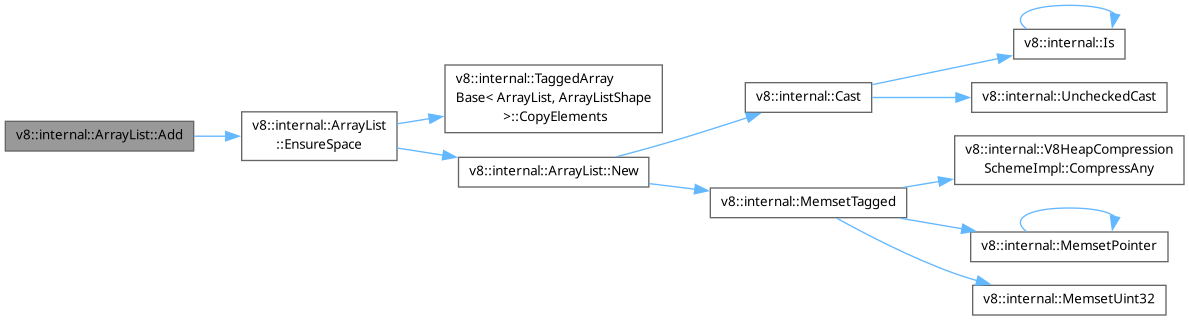 v8::internal::ArrayList::Add
v8::internal::ArrayList
::EnsureSpace
v8::internal::TaggedArray
Base< ArrayList, ArrayListShape
>::CopyElements
v8::internal::ArrayList::New
v8::internal::Cast
v8::internal::MemsetTagged
v8::internal::Is
v8::internal::UncheckedCast
v8::internal::V8HeapCompression
SchemeImpl::CompressAny
v8::internal::MemsetPointer
v8::internal::MemsetUint32